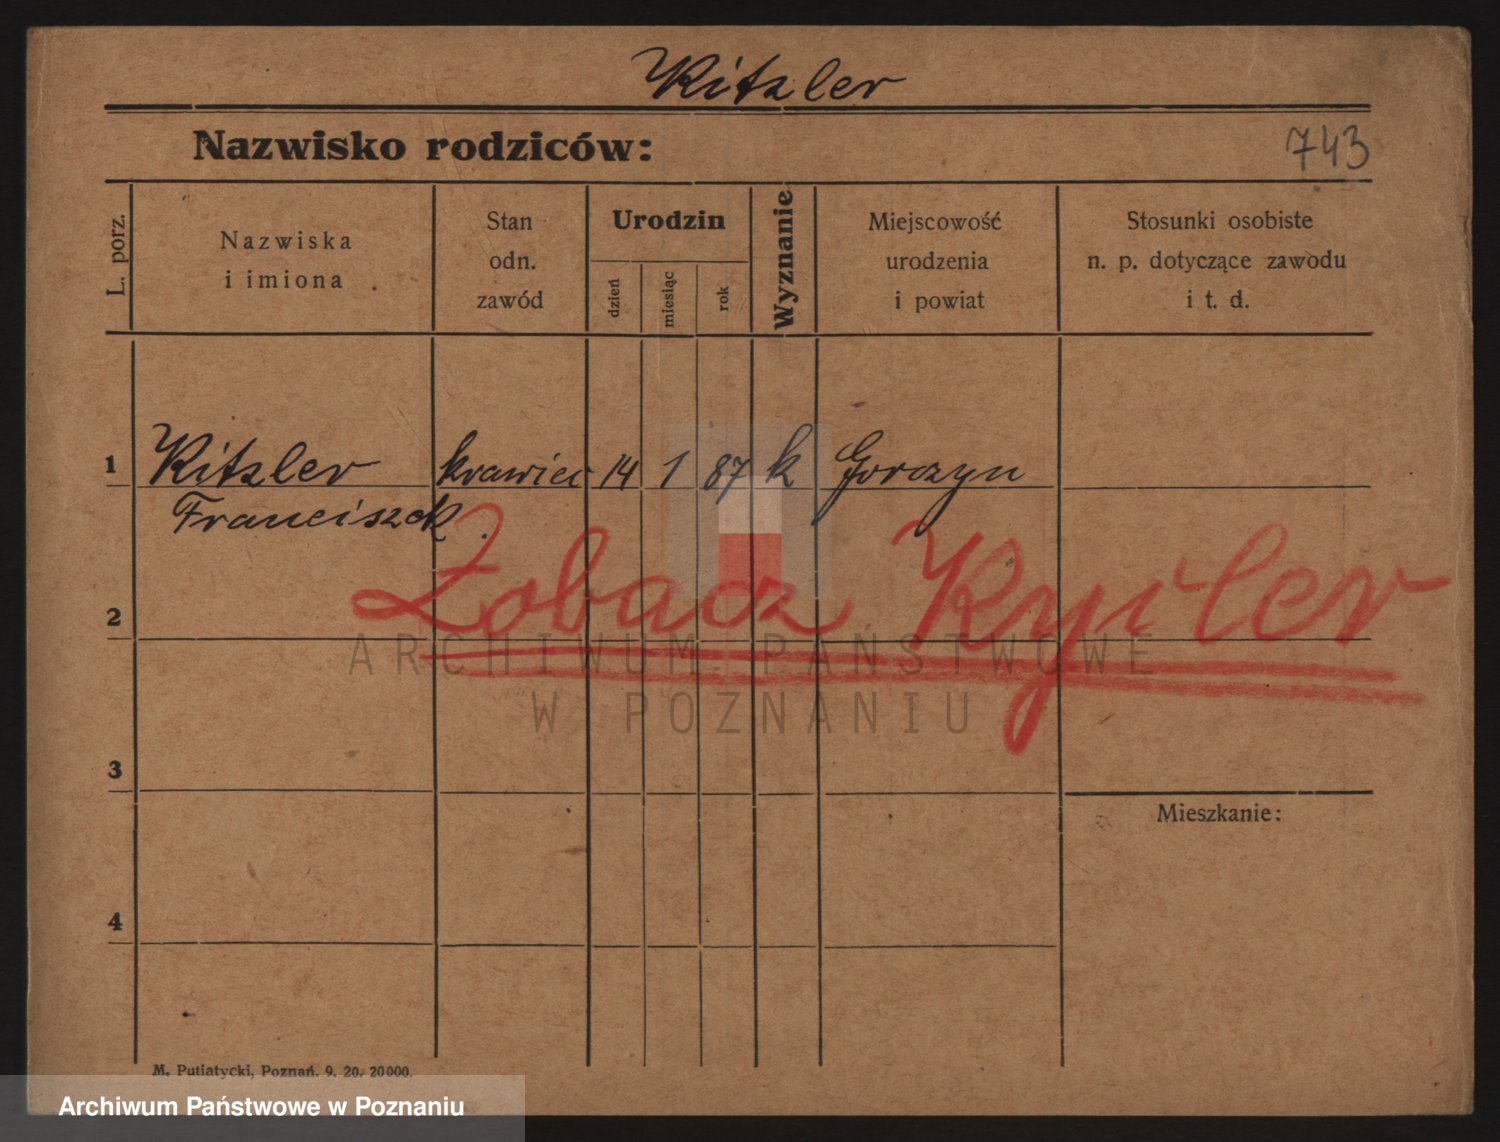 Kitzler
Nazwisko rodziców:
743
L. porz.
Nazwiska
i imiona
Stan
odn.
zawód
Urodzin
dzień
miesiąc
rok
Wyznanie
Miejscowość
urodzenia
i powiat
Stosunki osobiste
n. p. dotyczące zawodu
i t. d.
1 Kitzler krawiec 14 1 87 k Gorczyn
Franciszek
Zobacz
2
ARCHIWUM PAŃSTWOWE
W POZNANIU
3
Mieszkanie:
4
M. Putiatycki, Poznań. 9. 20. 20000.
Archiwum Państwowe w Poznaniu